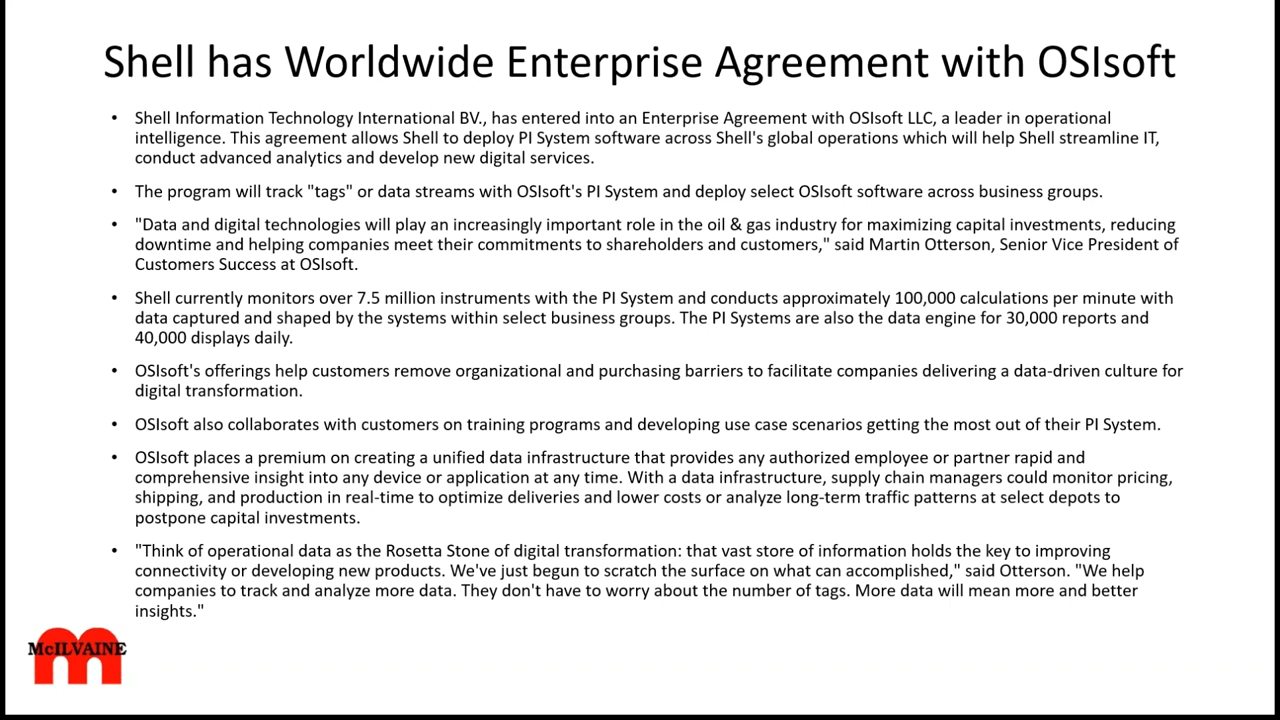 Shell has Worldwide Enterprise Agreement with OSIsoft
• Shell Information Technology International BV., has entered into an Enterprise Agreement with OSIsoft LLC, a leader in operational
intelligence. This agreement allows Shell to deploy PI System software across Shell's global operations which will help Shell streamline IT,
conduct advanced analytics and develop new digital services.
• The program will track "tags" or data streams with OSIsoft's PI System and deploy select OSIsoft software across business groups.
• "Data and digital technologies will play an increasingly important role in the oil & gas industry for maximizing capital investments, reducing
downtime and helping companies meet their commitments to shareholders and customers," said Martin Otterson, Senior Vice President of
Customers Success at OSIsoft.
• Shell currently monitors over 7.5 million instruments with the PI System and conducts approximately 100,000 calculations per minute with
data captured and shaped by the systems within select business groups. The PI Systems are also the data engine for 30,000 reports and
40,000 displays daily.
• OSIsoft's offerings help customers remove organizational and purchasing barriers to facilitate companies delivering a data-driven culture for
digital transformation.
• OSIsoft also collaborates with customers on training programs and developing use case scenarios getting the most out of their PI System.
• OSIsoft places a premium on creating a unified data infrastructure that provides any authorized employee or partner rapid and
comprehensive insight into any device or application at any time. With a data infrastructure, supply chain managers could monitor pricing,
shipping, and production in real-time to optimize deliveries and lower costs or analyze long-term traffic patterns at select depots to
postpone capital investments.
• "Think of operational data as the Rosetta Stone of digital transformation: that vast store of information holds the key to improving
connectivity or developing new products. We've just begun to scratch the surface on what can accomplished," said Otterson. "We help
companies to track and analyze more data. They don't have to worry about the number of tags. More data will mean more and better
insights."
McILVAINE